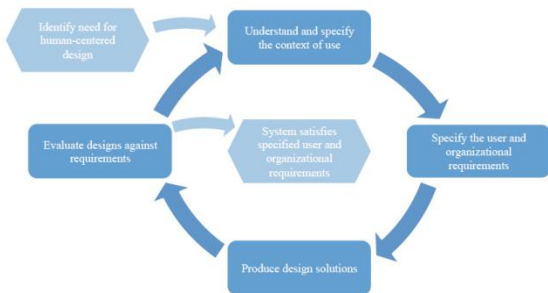 Identify need for
human-centered
design
Understand and specify
the context of use
Evaluate designs against
requirements
System satisfies
specified user and
organizational
requirements
Specify the user and
organizational
requirements
Produce design solutions